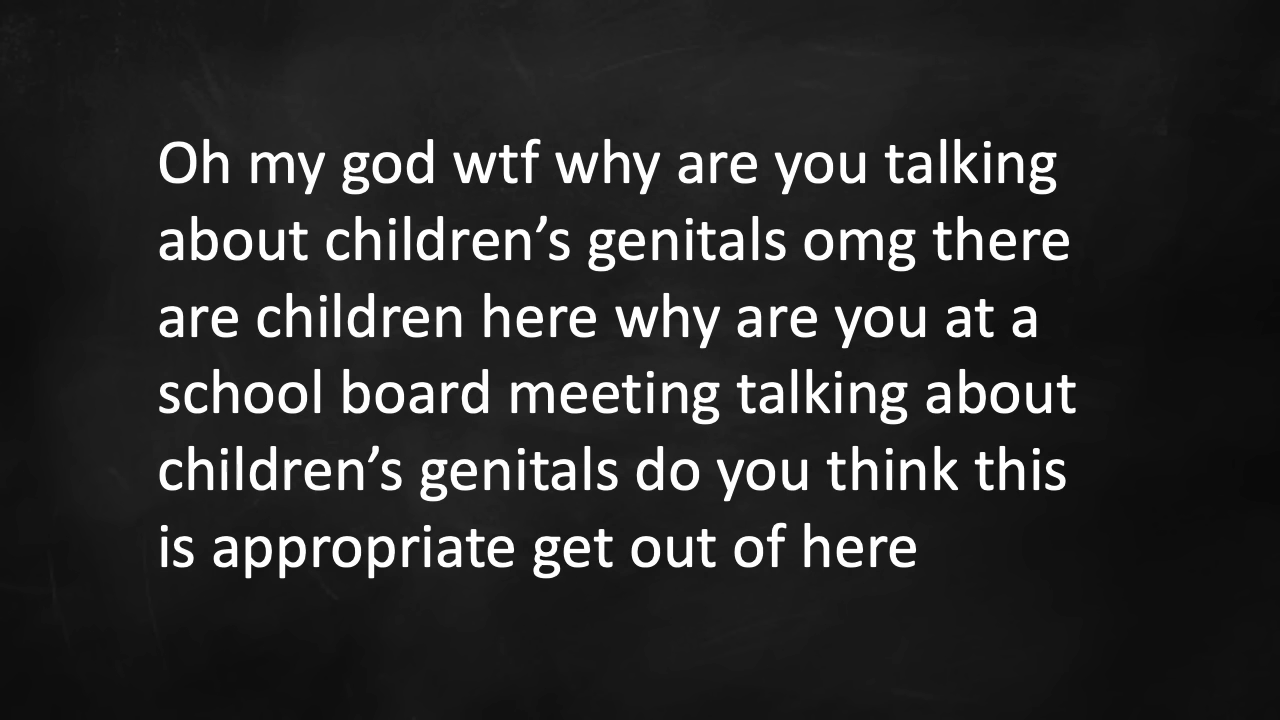 Oh my god wtf why are you talking
about children’s genitals omg there
are children here why are you at a
school board meeting talking about
children’s genitals do you think this
is appropriate get out of here